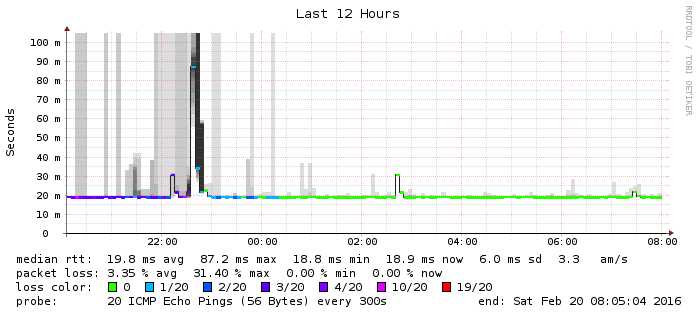 Last 12 Hours
RRDTOOL / TOBI OETIKER
Seconds
100 m
90 m
80 m
70 m
60 m
50 m
40 m
30 m
20 m
10 m
0
22:00 00:00 02:00 04:00 06:00 08:00
median rtt: 19.8 ms avg 87.2 ms max 18.8 ms min 18.9 ms now 6.0 ms sd 3.3 am/s
packet loss: 3.35 % avg 31.40 % max 0.00 % min 0.00 % now
loss color: 0 1/20 2/20 3/20 4/20 10/20 19/20
probe: 20 ICMP Echo Pings (56 Bytes) every 300s end: Sat Feb 20 08:05:04 2016